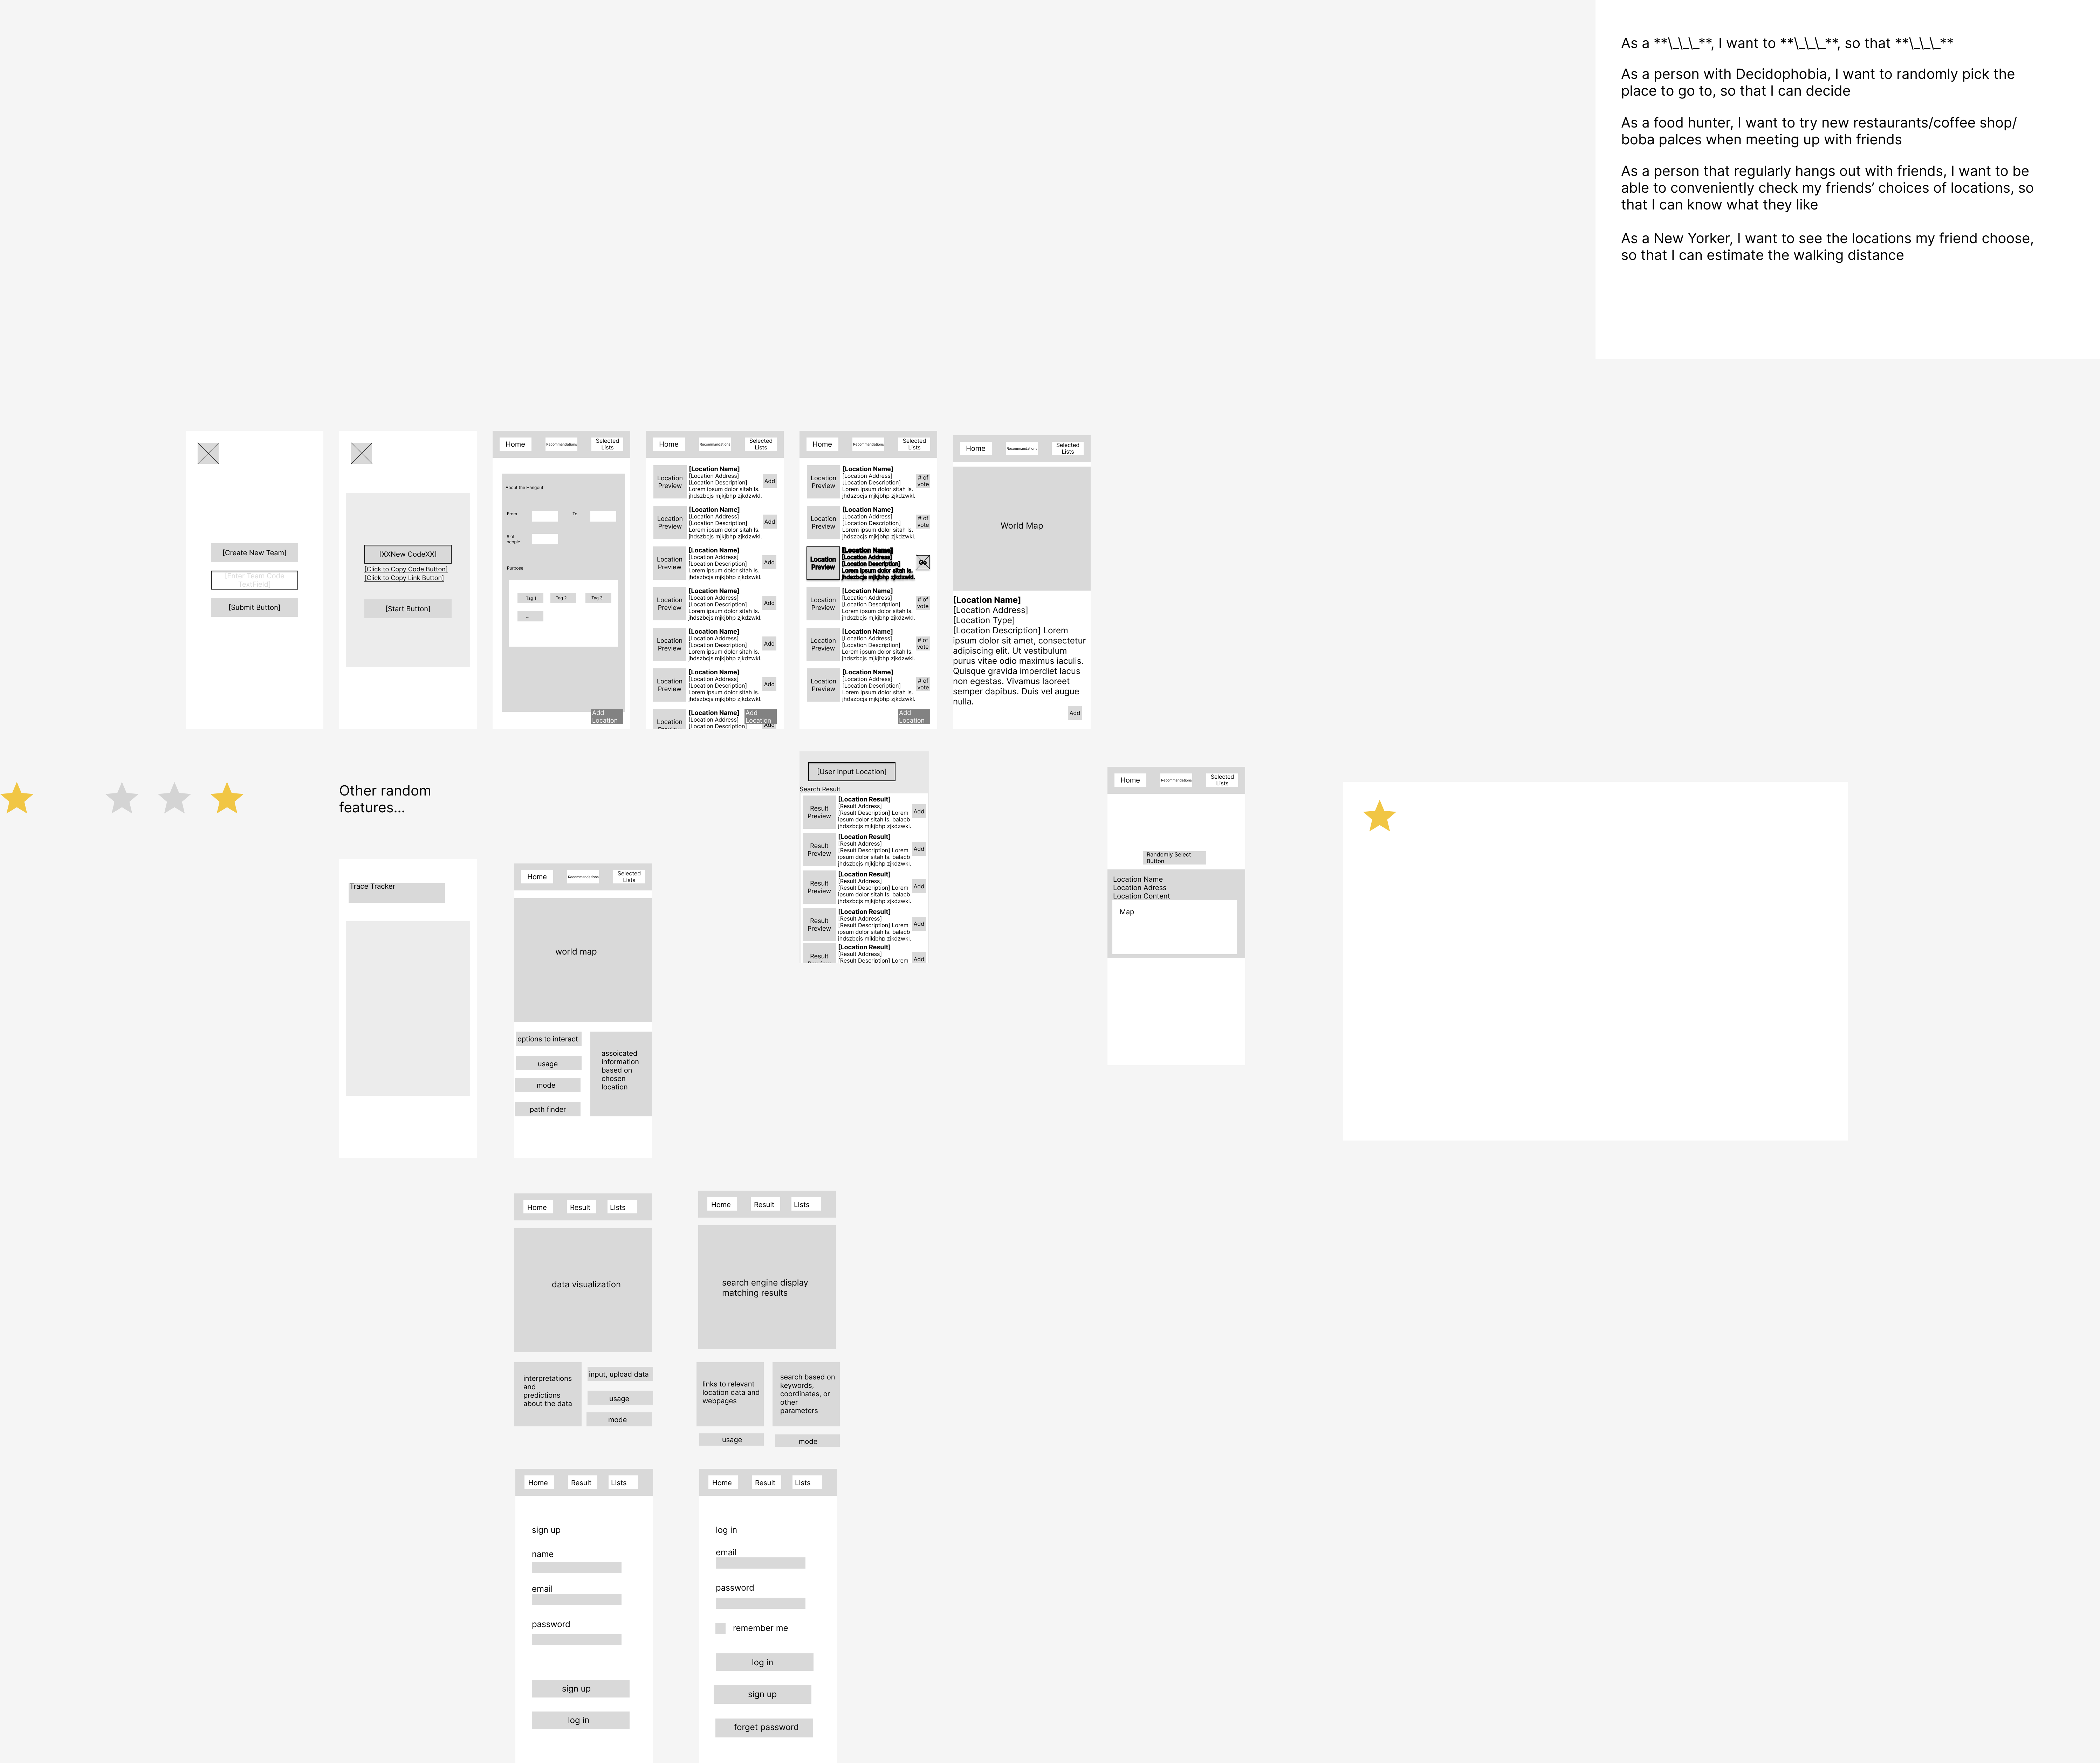 As a **\_\_\_**, I want to **\_\_\_**, so that **\_\_\_**
As a person with Decidophobia, I want to randomly pick the
place to go to, so that I can decide
As a food hunter, I want to try new restaurants/coffee shop/
boba palces when meeting up with friends
As a person that regularly hangs out with friends, I want to be
able to conveniently check my friends’ choices of locations, so
that I can know what they like
As a New Yorker, I want to see the locations my friend choose,
so that I can estimate the walking distance
[Create New Team]
[Enter Team Code
TextField]
[Submit Button]
[XXNew CodeXX]
[Click to Copy Code Button]
[Click to Copy Link Button]
[Start Button]
Home
Recommendations
Selected
Lists
About the Hangout
From
To
# of
people
Purpose
Tag 1
Tag 2
Tag 3
...
Add
Location
Home
Recommendations
Selected
Lists
Location
Preview
[Location Name]
[Location Address]
[Location Description]
Lorem ipsum dolor sitah ls.
jhdszbcjs mjkjbhp zjkdzwkl.
Add
Location
Preview
[Location Name]
[Location Address]
[Location Description]
Lorem ipsum dolor sitah ls.
jhdszbcjs mjkjbhp zjkdzwkl.
Add
Location
Preview
[Location Name]
[Location Address]
[Location Description]
Lorem ipsum dolor sitah ls.
jhdszbcjs mjkjbhp zjkdzwkl.
Add
Location
Preview
[Location Name]
[Location Address]
[Location Description]
Lorem ipsum dolor sitah ls.
jhdszbcjs mjkjbhp zjkdzwkl.
Add
Location
Preview
[Location Name]
[Location Address]
[Location Description]
Lorem ipsum dolor sitah ls.
jhdszbcjs mjkjbhp zjkdzwkl.
Add
Location
Preview
[Location Name]
[Location Address]
[Location Description]
Lorem ipsum dolor sitah ls.
jhdszbcjs mjkjbhp zjkdzwkl.
Add
Location
Preview
[Location Name]
[Location Address]
[Location Description]
Add
Add
Location
Home
Recommendations
Selected
Lists
Location
Preview
[Location Name]
[Location Address]
[Location Description]
Lorem ipsum dolor sitah ls.
jhdszbcjs mjkjbhp zjkdzwkl.
# of
vote
Location
Preview
[Location Name]
[Location Address]
[Location Description]
Lorem ipsum dolor sitah ls.
jhdszbcjs mjkjbhp zjkdzwkl.
# of
vote
Location
Preview
[Location Name]
[Location Address]
[Location Description]
Lorem ipsum dolor sitah ls.
jhdszbcjs mjkjbhp zjkdzwkl.
Go
Location
Preview
[Location Name]
[Location Address]
[Location Description]
Lorem ipsum dolor sitah ls.
jhdszbcjs mjkjbhp zjkdzwkl.
# of
vote
Location
Preview
[Location Name]
[Location Address]
[Location Description]
Lorem ipsum dolor sitah ls.
jhdszbcjs mjkjbhp zjkdzwkl.
# of
vote
Location
Preview
[Location Name]
[Location Address]
[Location Description]
Lorem ipsum dolor sitah ls.
jhdszbcjs mjkjbhp zjkdzwkl.
# of
vote
Add
Location
Home
Recommendations
Selected
Lists
World Map
[Location Name]
[Location Address]
[Location Type]
[Location Description] Lorem
ipsum dolor sit amet, consectetur
adipiscing elit. Ut vestibulum
purus vitae odio maximus iaculis.
Quisque gravida imperdiet lacus
non egestas. Vivamus laoreet
semper dapibus. Duis vel augue
nulla.
Add
Other random
features...
[User Input Location]
Search Result
Result
Preview
[Location Result]
[Result Address]
[Result Description] Lorem
ipsum dolor sitah ls. balacb
jhdszbcjs mjkjbhp zjkdzwkl.
Add
Result
Preview
[Location Result]
[Result Address]
[Result Description] Lorem
ipsum dolor sitah ls. balacb
jhdszbcjs mjkjbhp zjkdzwkl.
Add
Result
Preview
[Location Result]
[Result Address]
[Result Description] Lorem
ipsum dolor sitah ls. balacb
jhdszbcjs mjkjbhp zjkdzwkl.
Add
Result
Preview
[Location Result]
[Result Address]
[Result Description] Lorem
ipsum dolor sitah ls. balacb
jhdszbcjs mjkjbhp zjkdzwkl.
Add
Result
Preview
[Location Result]
[Result Address]
[Result Description] Lorem
Add
Home
Recommendations
Selected
Lists
Randomly Select
Button
Location Name
Location Adress
Location Content
Map
Trace Tracker
Home
Recommendations
Selected
Lists
world map
options to interact
usage
mode
path finder
assoicated
information
based on
chosen
location
Home
Result
LIsts
data visualization
interpretations
and
predictions
about the data
input, upload data
usage
mode
Home
Result
LIsts
search engine display
matching results
links to relevant
location data and
webpages
search based on
keywords,
coordinates, or
other
parameters
usage
mode
Home
Result
LIsts
sign up
name
email
password
sign up
log in
Home
Result
LIsts
log in
email
password
remember me
log in
sign up
forget password